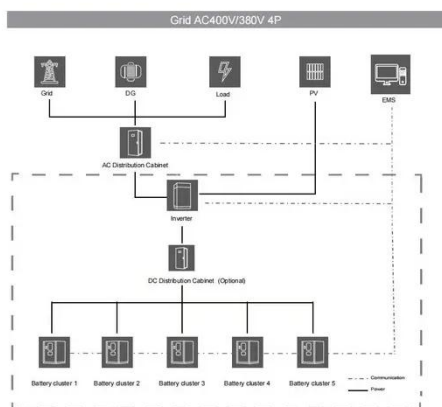 Grid AC400V/380V 4P
Grid
DG
Load
PV
EMS
AC Distribution Cabinet
Inverter
DC Distribution Cabinet (Optional)
Battery cluster 1
Battery cluster 2
Battery cluster 3
Battery cluster 4
Battery cluster 5
Communication
Power